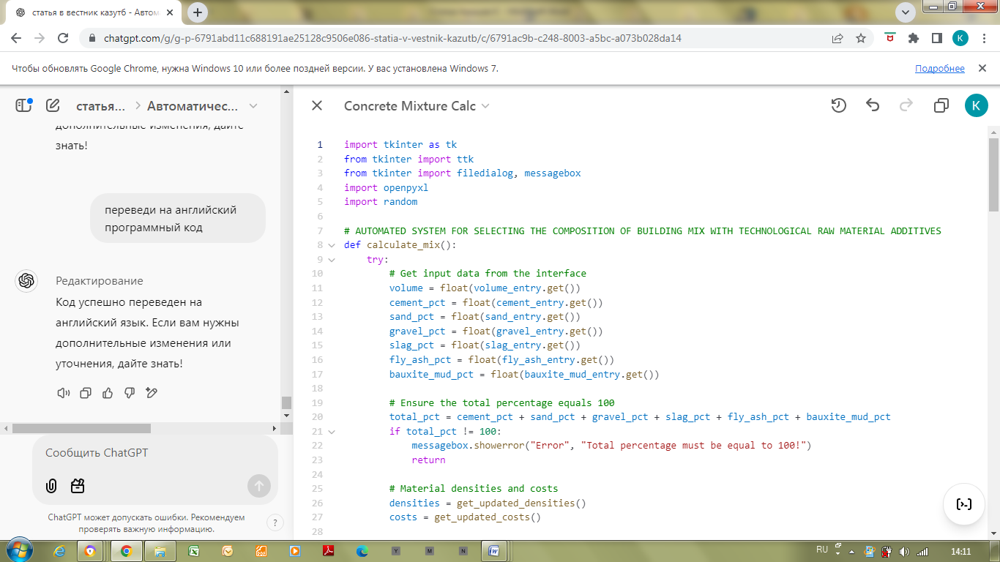 статья в вестник казутб - Автом
chatgpt.com/g/g-p-6791abd11c688191ae25128c9506e086-statia-v-vestnik-kazutb/c/6791ac9b-c248-8003-a5bc-a073b028da14
K
Чтобы обновлять Google Chrome, нужна Windows 10 или более поздней версии. У вас установлена Windows 7.
Подробнее
статья...
Автоматичес...
дополнительные изменения, дайте
знать!
переведи на английский
программный код
Редактирование
Код успешно переведен на
английский язык. Если вам нужны
дополнительные изменения или
уточнения, дайте знать!
Сообщить ChatGPT
ChatGPT может допускать ошибки. Рекомендуем
проверять важную информацию.
?
Concrete Mixture Calc
K
1 import tkinter as tk
2 from tkinter import ttk
3 from tkinter import filedialog, messagebox
4 import openpyxl
5 import random
6
7 # AUTOMATED SYSTEM FOR SELECTING THE COMPOSITION OF BUILDING MIX WITH TECHNOLOGICAL RAW MATERIAL ADDITIVES
8 def calculate_mix():
9 try:
10 # Get input data from the interface
11 volume = float(volume_entry.get())
12 cement_pct = float(cement_entry.get())
13 sand_pct = float(sand_entry.get())
14 gravel_pct = float(gravel_entry.get())
15 slag_pct = float(slag_entry.get())
16 fly_ash_pct = float(fly_ash_entry.get())
17 bauxite_mud_pct = float(bauxite_mud_entry.get())
18
19 # Ensure the total percentage equals 100
20 total_pct = cement_pct + sand_pct + gravel_pct + slag_pct + fly_ash_pct + bauxite_mud_pct
21 if total_pct != 100:
22 messagebox.showerror("Error", "Total percentage must be equal to 100!")
23 return
24
25 # Material densities and costs
26 densities = get_updated_densities()
27 costs = get_updated_costs()
28
Y
M
N
RU
14:11